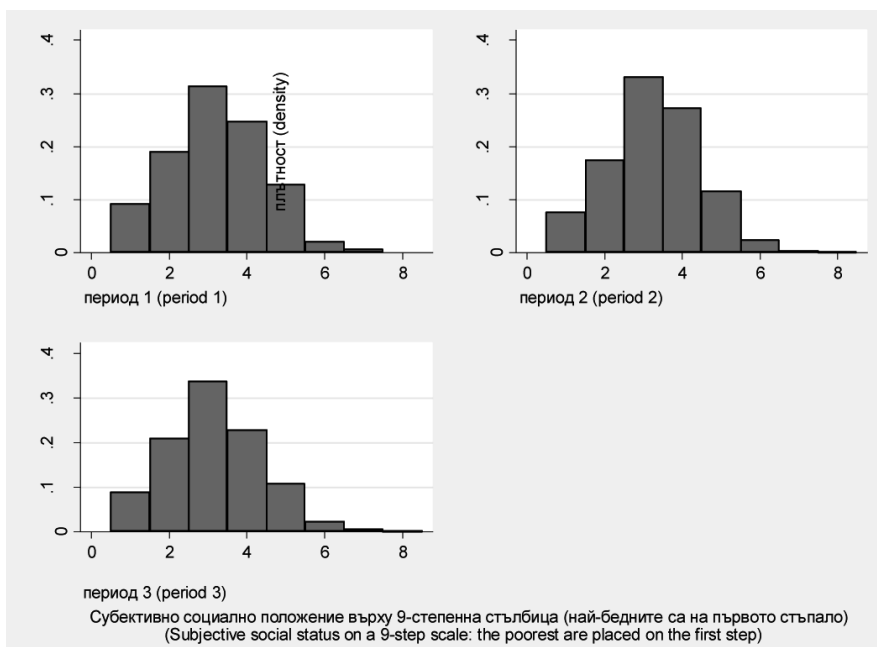 .4
.3
.2
.1
0
0 2 4 6 8
плътност (density)
период 1 (period 1)
.4
.3
.2
.1
0
0 2 4 6 8
период 2 (period 2)
.4
.3
.2
.1
0
0 2 4 6 8
период 3 (period 3)
Субективно социално положение върху 9-степенна стълбица (най-бедните са на първото стъпало)
(Subjective social status on a 9-step scale: the poorest are placed on the first step)